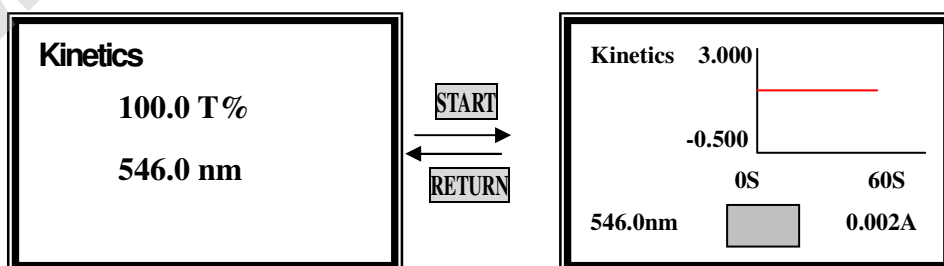 Kinetics
100.0 T%
546.0 nm
START
RETURN
Kinetics 3.000
-0.500
0S 60S
546.0nm 0.002A